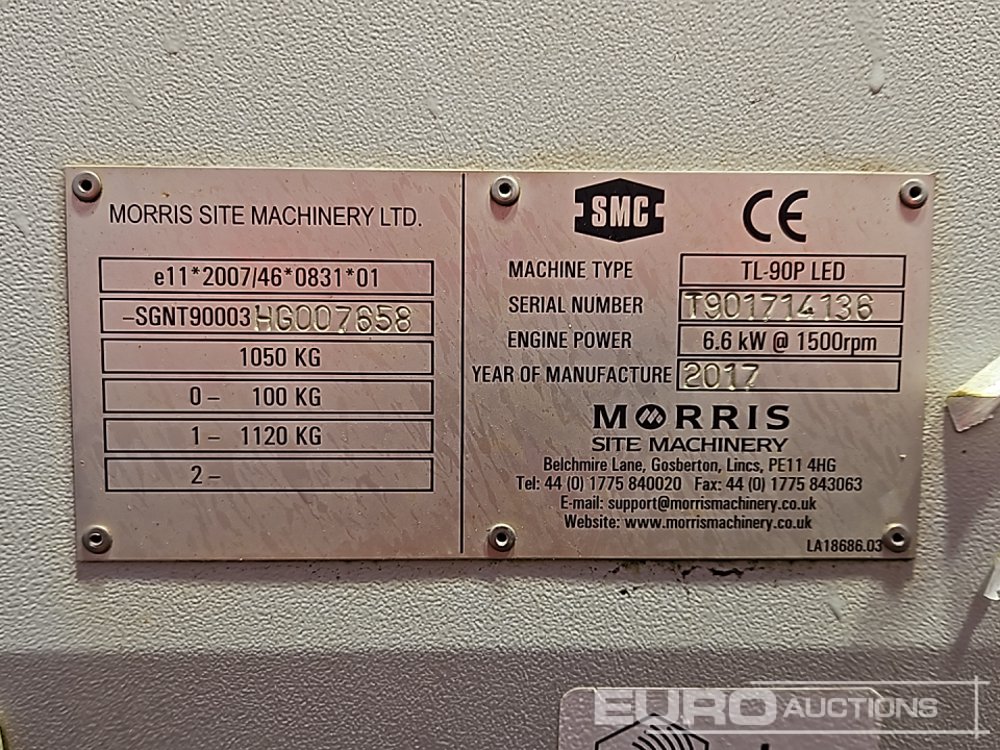 MORRIS SITE MACHINERY LTD.
e11*2007/46*0831*01
-SGNT90003HG007658
1050 KG
0- 100 KG
1- 1120 KG
2-
SMC CE
MACHINE TYPE TL-90P LED
SERIAL NUMBER T901714136
ENGINE POWER 6.6 kW @ 1500rpm
YEAR OF MANUFACTURE 2017
MORRIS
SITE MACHINERY
Belchmire Lane, Gosberton, Lincs, PE11 4HG
Tel: 44 (0) 1775 840020 Fax: 44 (0) 1775 843063
E-mail: support@morrismachinery.co.uk
Website: www.morrismachinery.co.uk
LA18686.03
EURO AUCTIONS